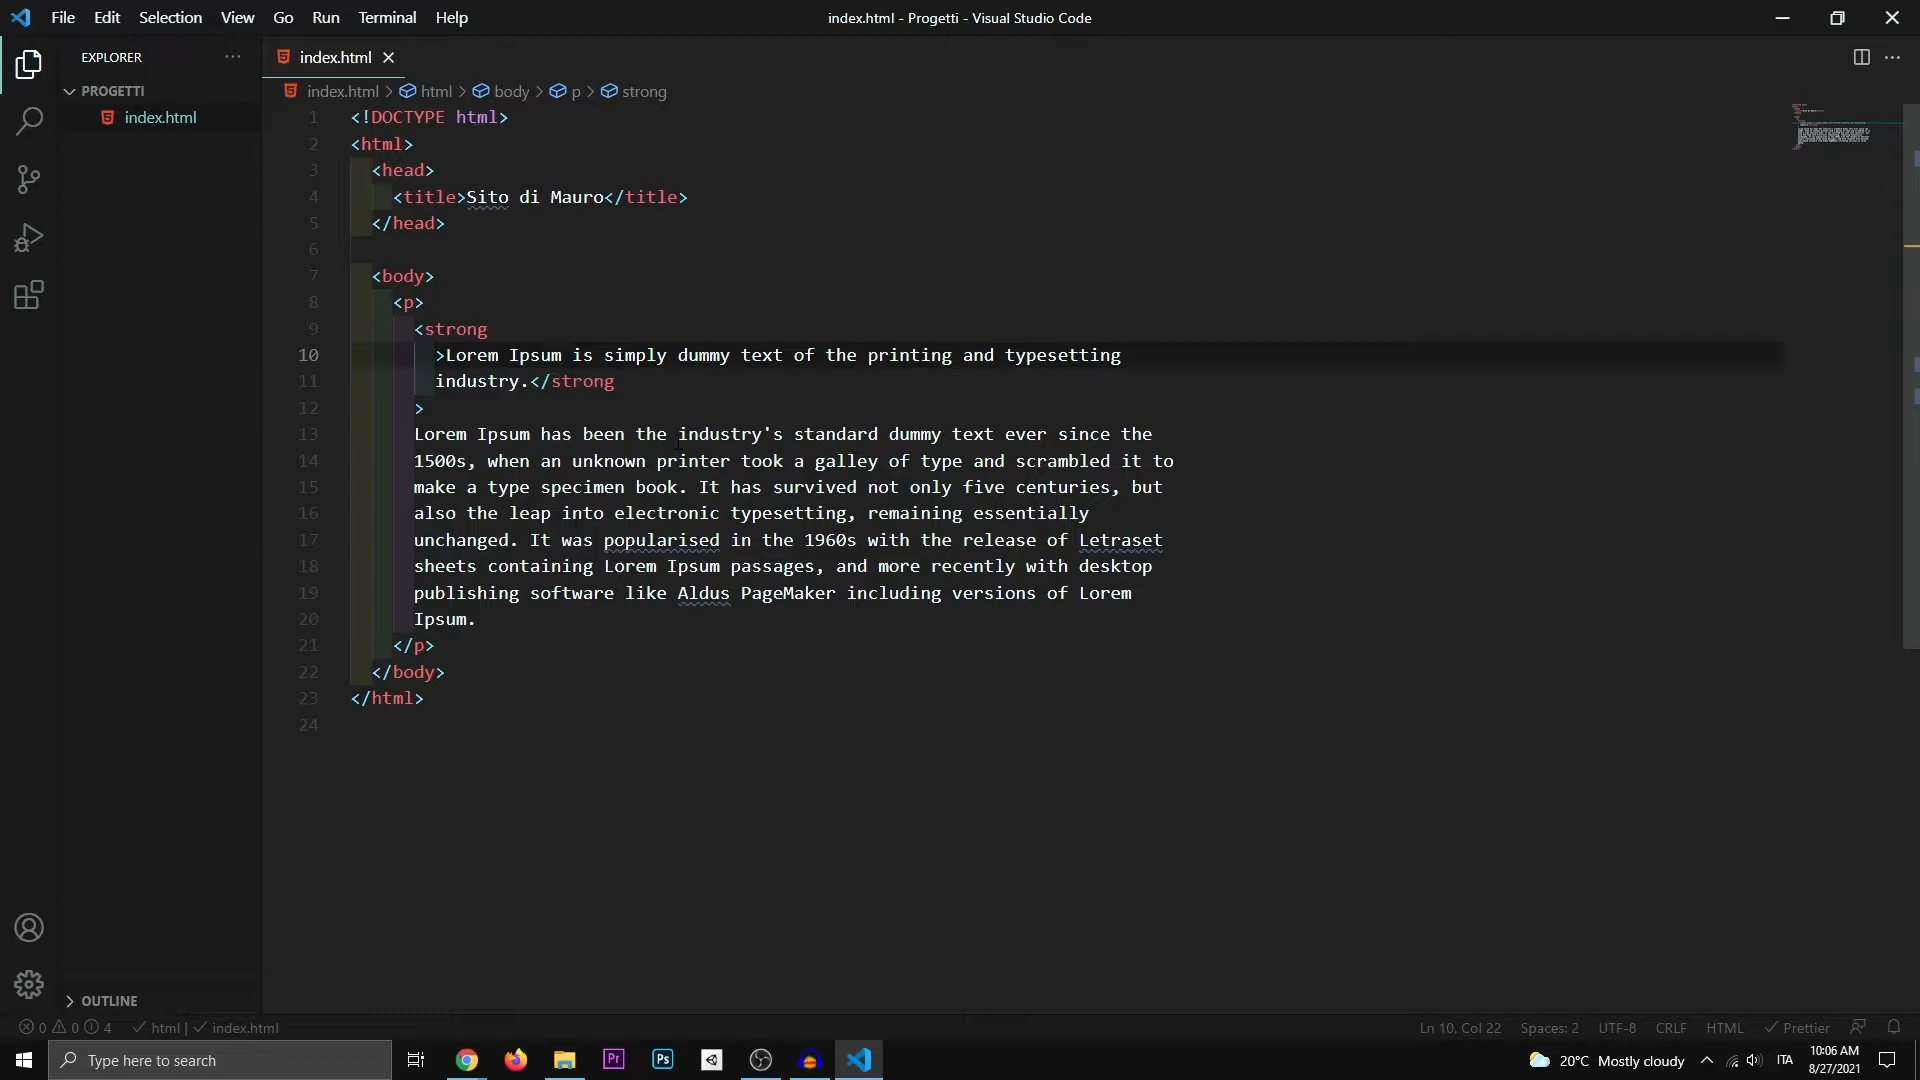 File Edit Selection View Go Run Terminal Help
index.html - Progetti - Visual Studio Code
EXPLORER
PROGETTI
index.html
index.html
index.html > html > body > p > strong
1 <!DOCTYPE html>
2 <html>
3 <head>
4 <title>Sito di Mauro</title>
5 </head>
6
7 <body>
8 <p>
9 <strong
10 >Lorem Ipsum is simply dummy text of the printing and typesetting
11 industry.</strong
12 >
13 Lorem Ipsum has been the industry's standard dummy text ever since the
14 1500s, when an unknown printer took a galley of type and scrambled it to
15 make a type specimen book. It has survived not only five centuries, but
16 also the leap into electronic typesetting, remaining essentially
17 unchanged. It was popularised in the 1960s with the release of Letraset
18 sheets containing Lorem Ipsum passages, and more recently with desktop
19 publishing software like Aldus PageMaker including versions of Lorem
20 Ipsum.
21 </p>
22 </body>
23 </html>
24
OUTLINE
0 0 4 html | index.html
Ln 10, Col 22 Spaces: 2 UTF-8 CRLF HTML Prettier
Type here to search
Pr
Ps
20°C Mostly cloudy
ITA
10:06 AM
8/27/2021